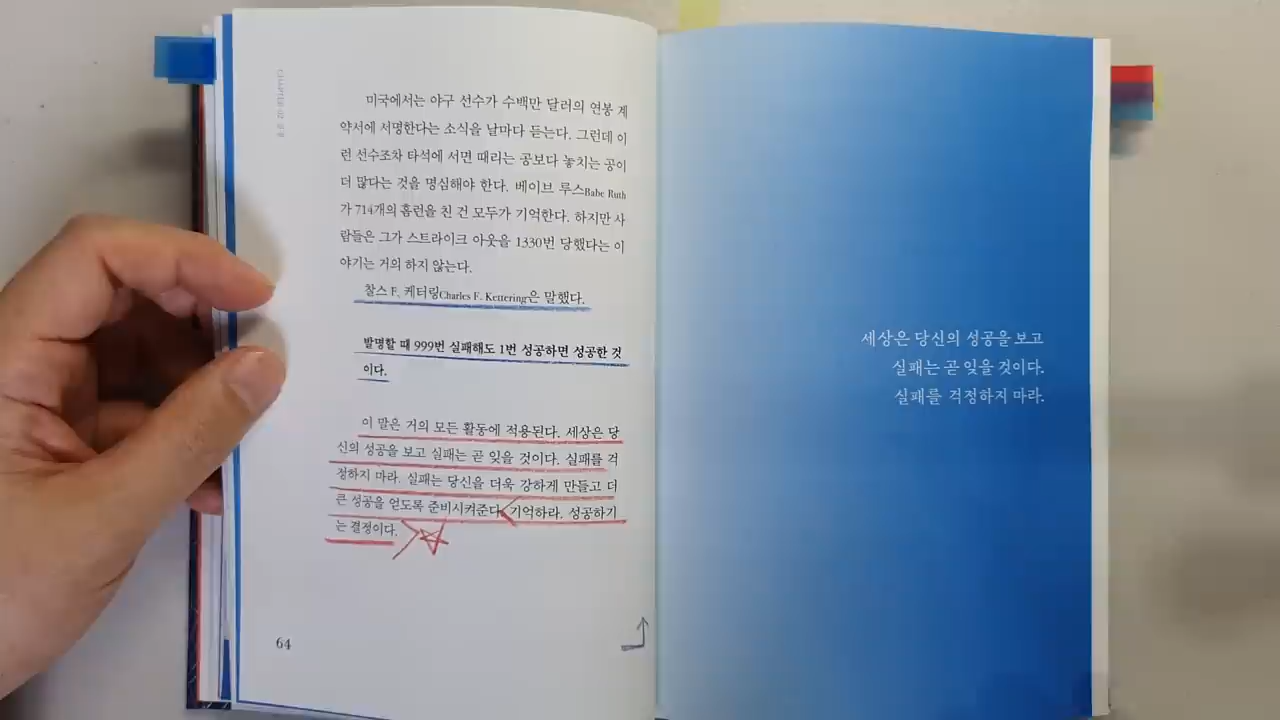 미국에서는 야구 선수가 수백만 달러의 연봉 계
약서에 서명한다는 소식을 날마다 듣는다. 그런데 이
런 선수조차 타석에 서면 때리는 공보다 놓치는 공이
더 많다는 것을 명심해야 한다. 베이브 루스Babe Ruth
가 714개의 홈런을 친 건 모두가 기억한다. 하지만 사
람들은 그가 스트라이크 아웃을 1330번 당했다는 이
야기는 거의 하지 않는다.
찰스 F. 케터링Charles F. Kettering은 말했다.
발명할 때 999번 실패해도 1번 성공하면 성공한 것
이다.
이 말은 거의 모든 활동에 적용된다. 세상은 당
신의 성공을 보고 실패는 곧 잊을 것이다. 실패를 걱
정하지 마라. 실패는 당신을 더욱 강하게 만들고 더
큰 성공을 얻도록 준비시켜준다. 기억하라. 성공하기
는 결정이다.
64
세상은 당신의 성공을 보고
실패는 곧 잊을 것이다.
실패를 걱정하지 마라.